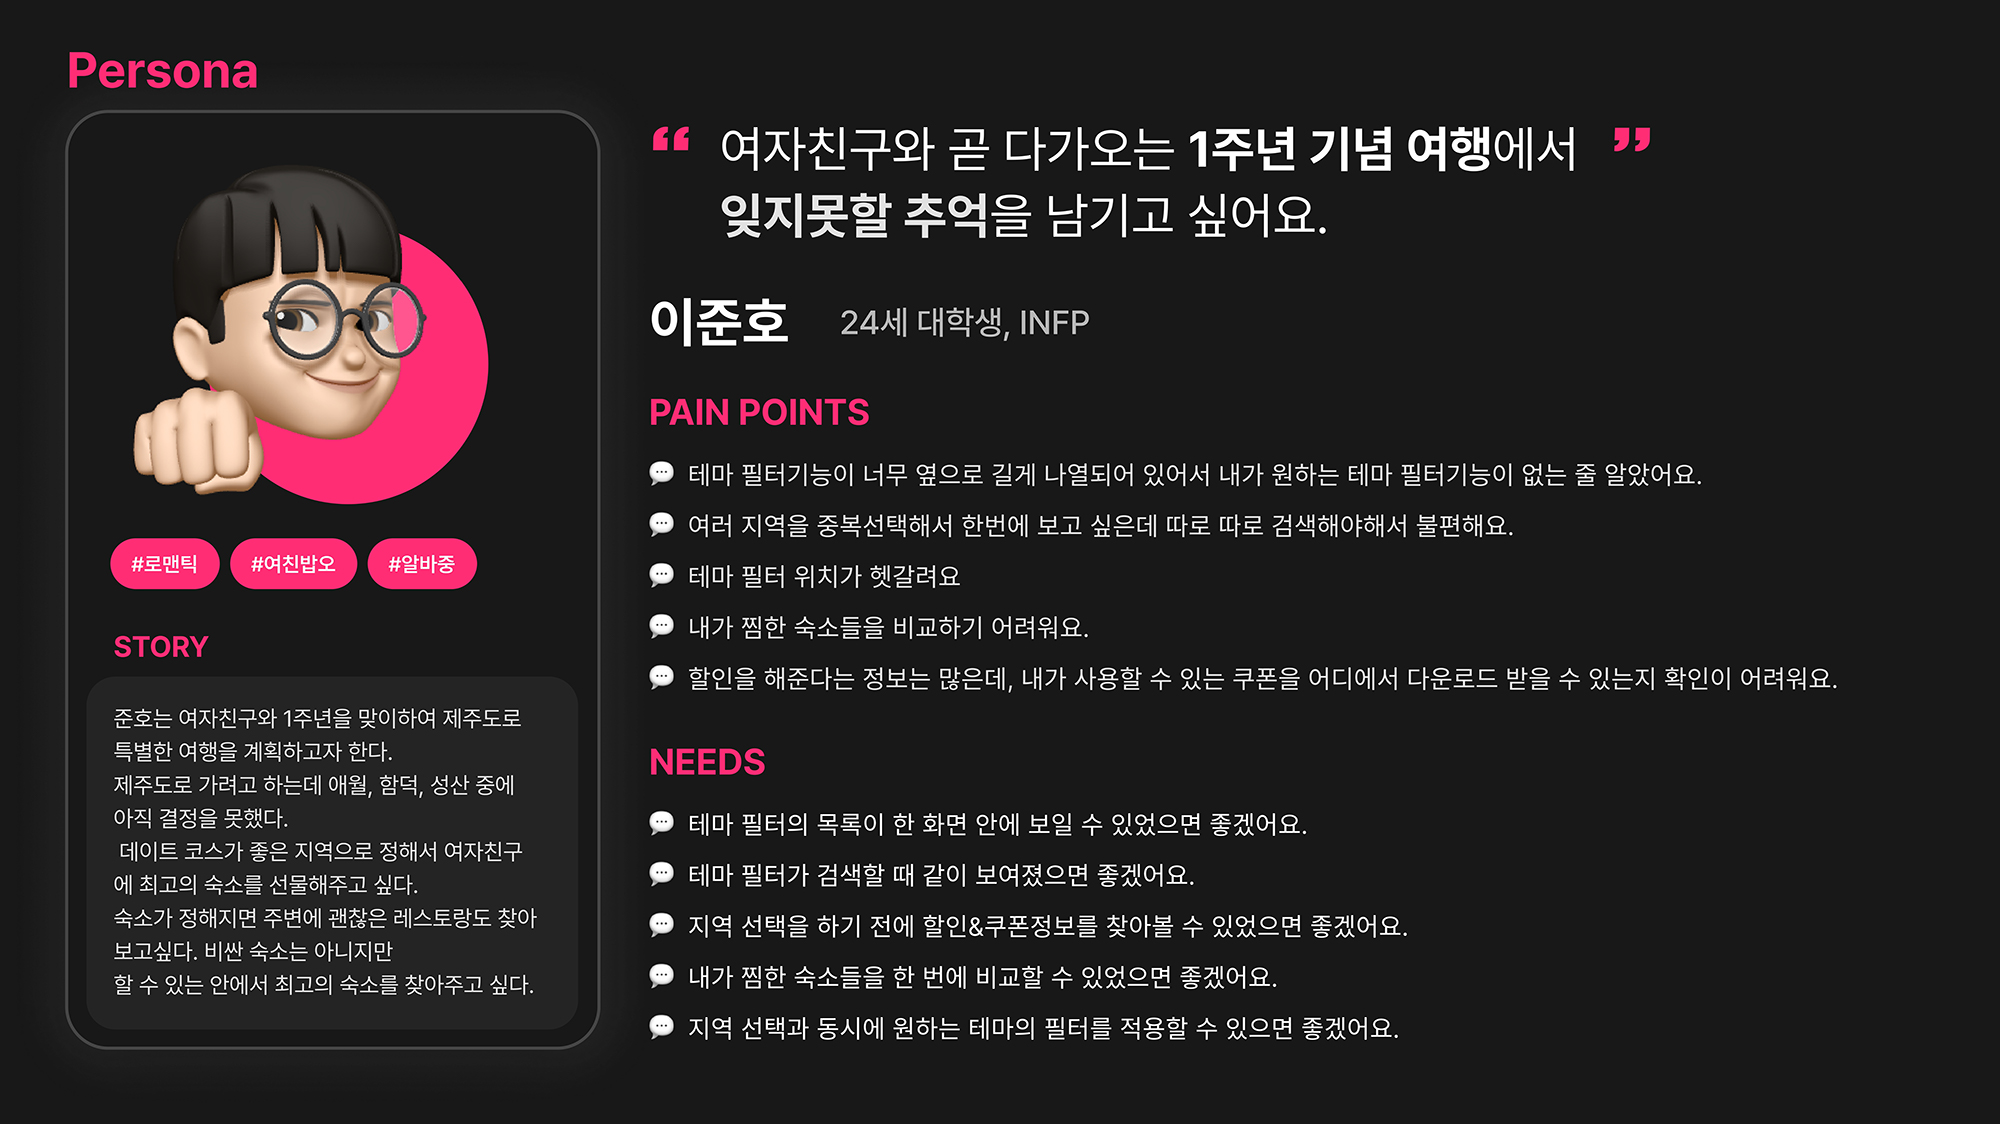 Persona
#로맨틱 #여친밥오 #알바중
STORY
준호는 여자친구와 1주년을 맞이하여 제주도로
특별한 여행을 계획하고자 한다.
제주도로 가려고 하는데 애월, 함덕, 성산 중에
아직 결정을 못했다.
데이트 코스가 좋은 지역으로 정해서 여자친구
에 최고의 숙소를 선물해주고 싶다.
숙소가 정해지면 주변에 괜찮은 레스토랑도 찾아
보고싶다. 비싼 숙소는 아니지만
할 수 있는 안에서 최고의 숙소를 찾아주고 싶다.
“ 여자친구와 곧 다가오는 1주년 기념 여행에서 ”
잊지못할 추억을 남기고 싶어요.
이준호 24세 대학생, INFP
PAIN POINTS
테마 필터기능이 너무 옆으로 길게 나열되어 있어서 내가 원하는 테마 필터기능이 없는 줄 알았어요.
여러 지역을 중복선택해서 한번에 보고 싶은데 따로 따로 검색해야해서 불편해요.
테마 필터 위치가 헷갈려요
내가 찜한 숙소들을 비교하기 어려워요.
할인을 해준다는 정보는 많은데, 내가 사용할 수 있는 쿠폰을 어디에서 다운로드 받을 수 있는지 확인이 어려워요.
NEEDS
테마 필터의 목록이 한 화면 안에 보일 수 있었으면 좋겠어요.
테마 필터가 검색할 때 같이 보여졌으면 좋겠어요.
지역 선택을 하기 전에 할인&쿠폰정보를 찾아볼 수 있었으면 좋겠어요.
내가 찜한 숙소들을 한 번에 비교할 수 있었으면 좋겠어요.
지역 선택과 동시에 원하는 테마의 필터를 적용할 수 있으면 좋겠어요.